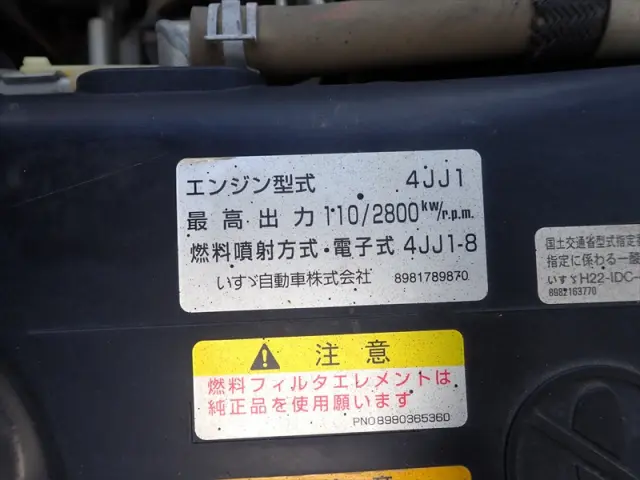 エンジン型式 4JJ1
最高出力 110/2800kw/r.p.m.
燃料噴射方式・電子式 4JJ1-8
いすゞ自動車株式会社 8981789870
国土交通省型式指定
指定に係わる一酸
いすゞH22-IDC-
8982163770
注意
燃料フィルタエレメントは
純正品を使用願います
PNO8980365360